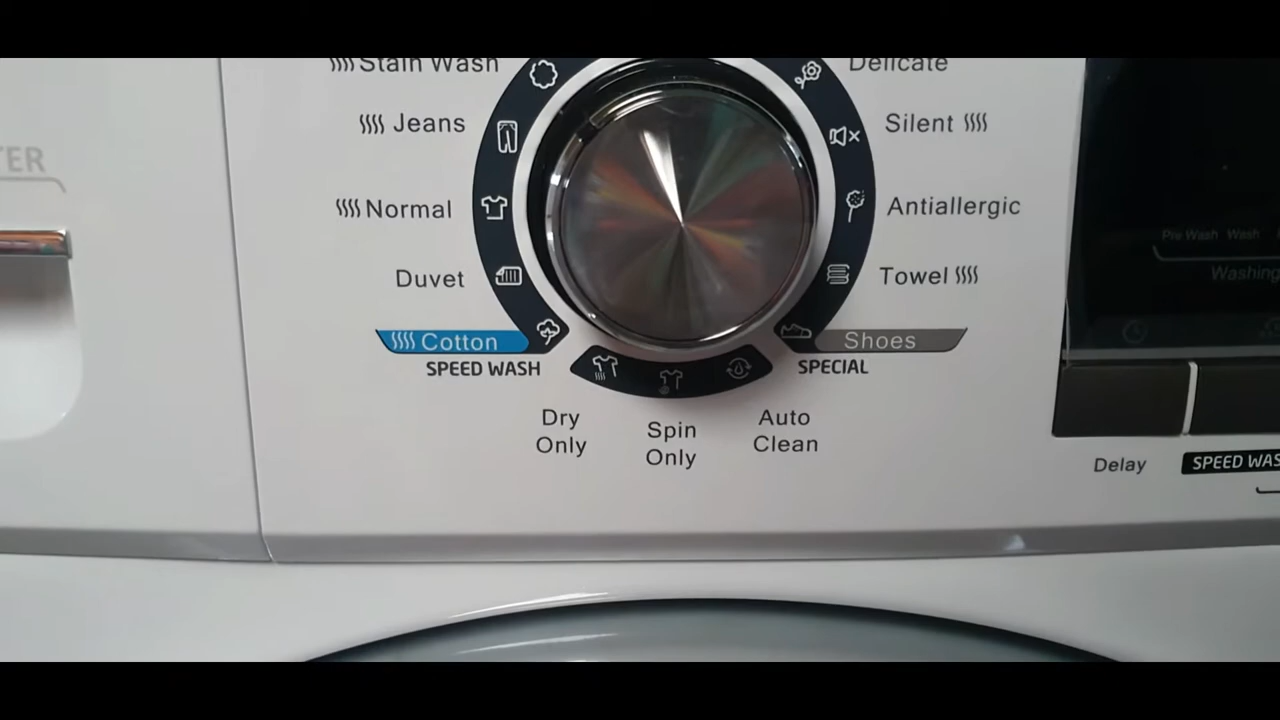 Stain Wash
Jeans
Normal
Duvet
Cotton
SPEED WASH
Dry
Only
Spin
Only
Auto
Clean
Delicate
Silent
Antiallergic
Towel
Shoes
SPECIAL
Pre Wash Wash
Washing
Delay
SPEED WAS
TER